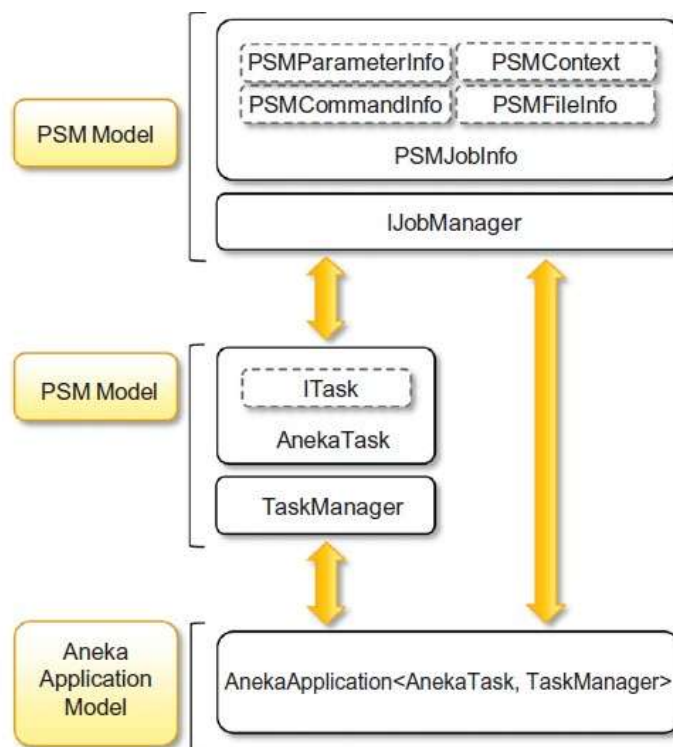 PSM Model
PSMParameterInfo
PSMContext
PSMCommandInfo
PSMFileInfo
PSMJobInfo
IJobManager
PSM Model
ITask
AnekaTask
TaskManager
Aneka
Application
Model
AnekaApplication<AnekaTask, TaskManager>